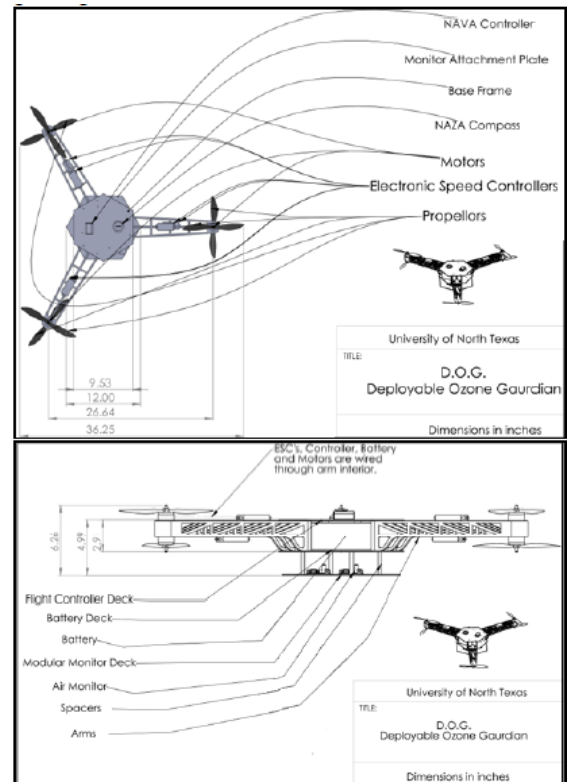 NAVA Controller
Monitor Attachment Plate
Base Frame
NAZA Compass
Motors
Electronic Speed Controllers
Propellors
9.53
12.00
26.64
36.25
University of North Texas
TITLE:
D.O.G.
Deployable Ozone Gaurdian
Dimensions in inches
ESC's, Controller, Battery
and Motors are wired
through arm interior.
4.99
2.9
Flight Controller Deck
Battery Deck
Battery
Modular Monitor Deck
Air Monitor
Spacers
Arms
University of North Texas
TITLE:
D.O.G.
Deployable Ozone Gaurdian
Dimensions in inches